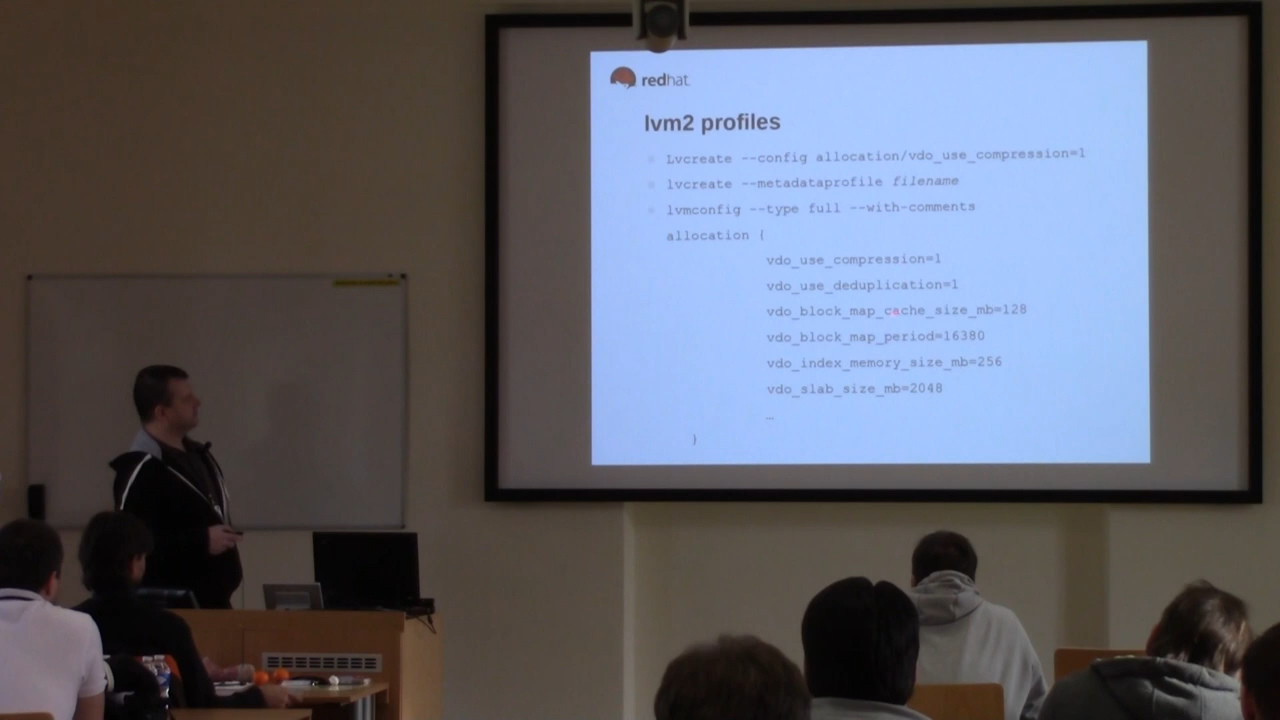 redhat.
lvm2 profiles
Lvcreate --config allocation/vdo_use_compression=1
lvcreate --metadataprofile filename
lvmconfig --type full --with-comments
allocation {
vdo_use_compression=1
vdo_use_deduplication=1
vdo_block_map_cache_size_mb=128
vdo_block_map_period=16380
vdo_index_memory_size_mb=256
vdo_slab_size_mb=2048
…
}